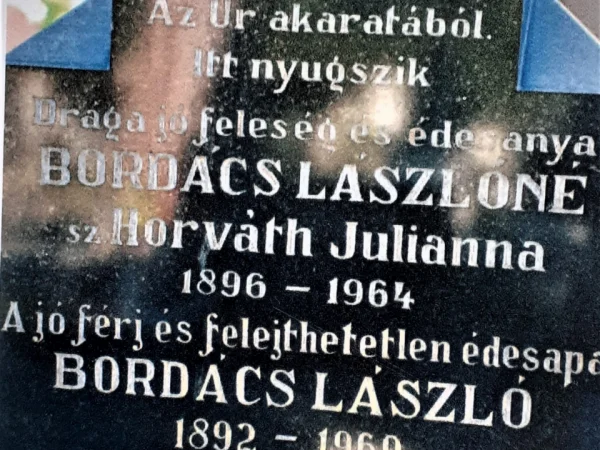 Az Úr akaratából.
Itt nyugszik
Drága jó feleség és édesanya
BORDÁCS LÁSZLÓNÉ
sz Horváth Julianna
1896 – 1964
A jó férj és felejthetetlen édesapa
BORDÁCS LÁSZLÓ
1892 –